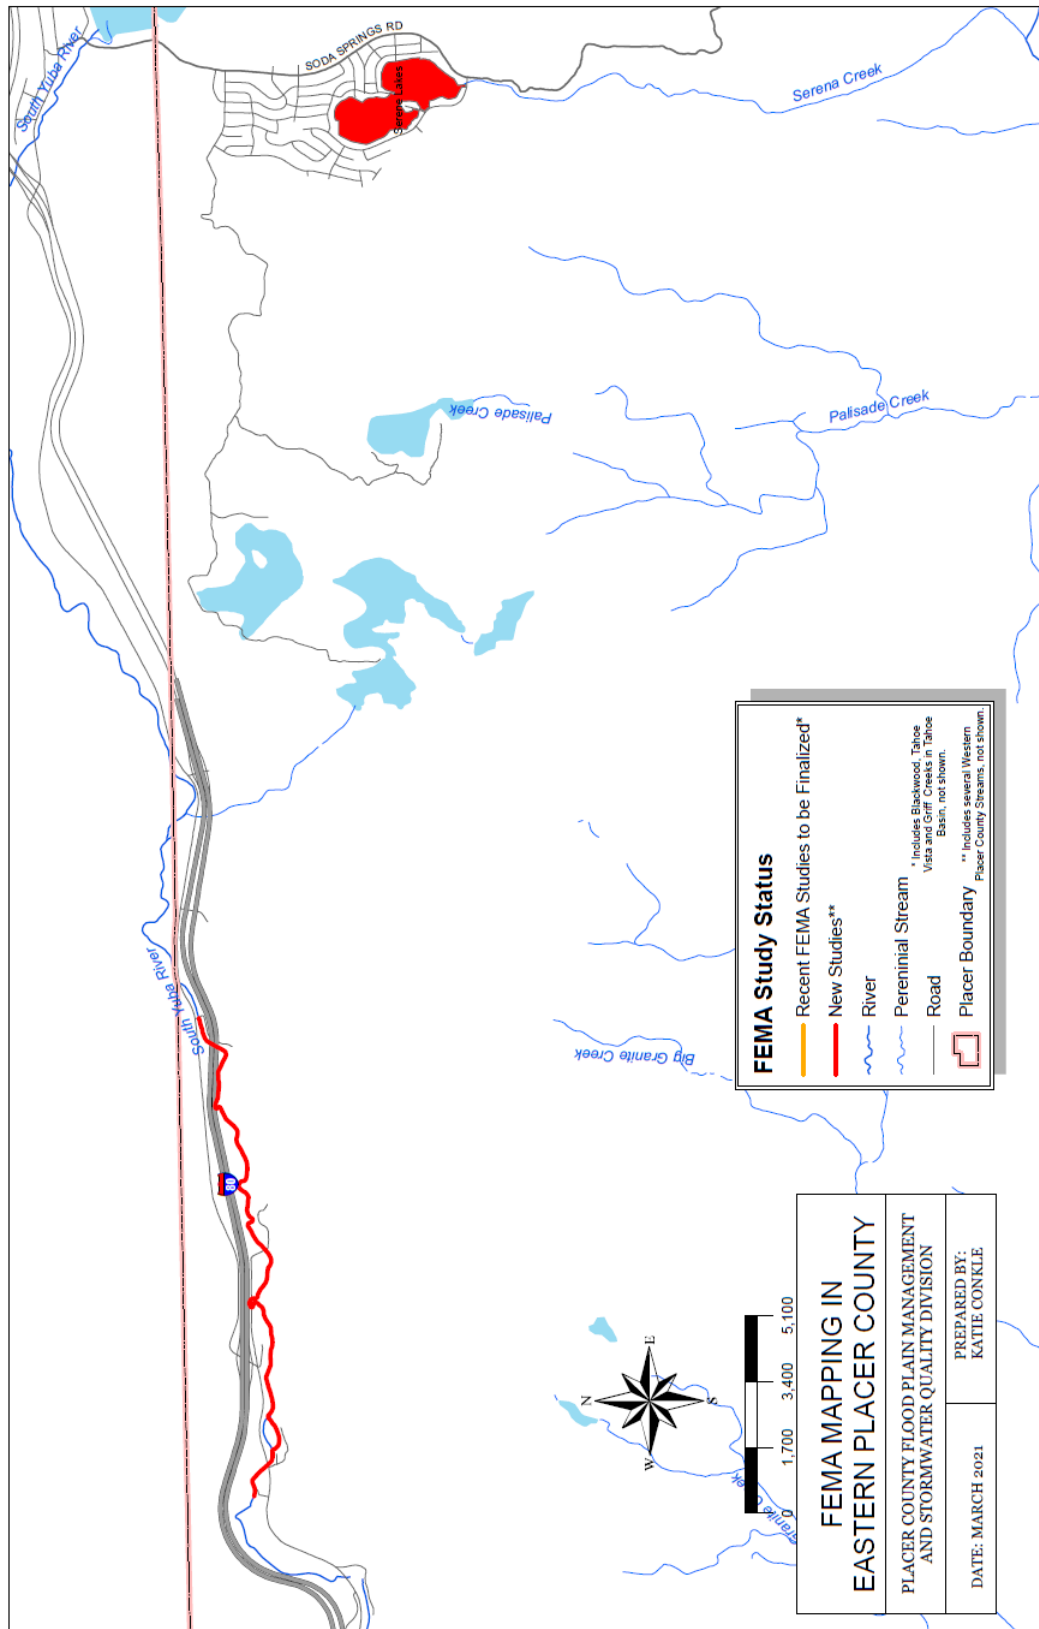 South Yuba River
SODA SPRINGS RD
Serene Lakes
Serena Creek
Palisade Creek
Palisade Creek
South Yuba River
80
Big Granite Creek
Granite Creek
N
E
S
W
0 1,700 3,400 5,100
FEMA Study Status
Recent FEMA Studies to be Finalized*
New Studies**
River
Pereninial Stream
Road
Placer Boundary
* Includes Blackwood, Tahoe
Vista and Griff Creeks in Tahoe
Basin, not shown.
** Includes several Western
Placer County Streams, not shown.
FEMA MAPPING IN
EASTERN PLACER COUNTY
PLACER COUNTY FLOOD PLAIN MANAGEMENT
AND STORMWATER QUALITY DIVISION
DATE: MARCH 2021
PREPARED BY:
KATIE CONKLE